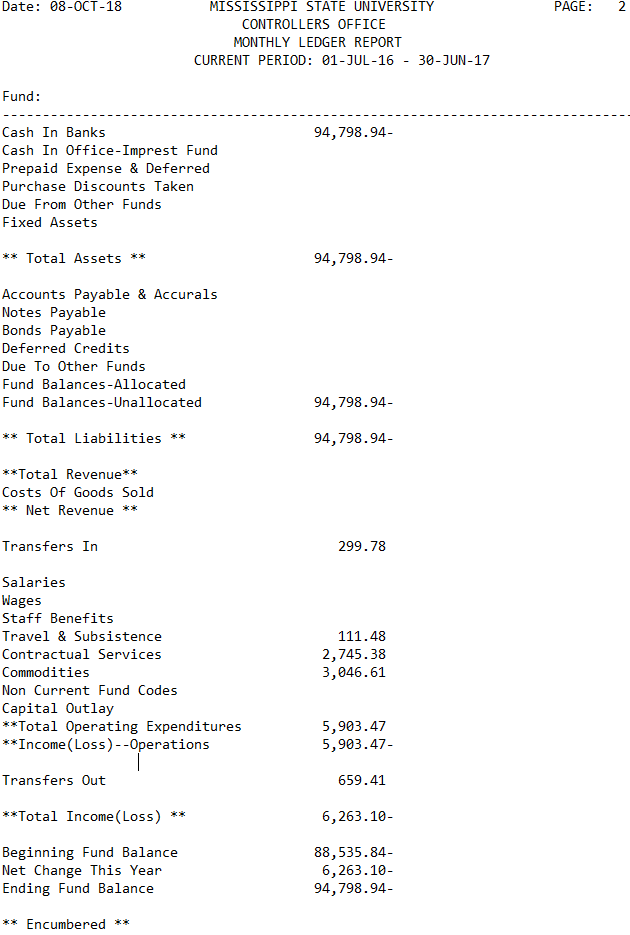 Date: 08-OCT-18 MISSISSIPPI STATE UNIVERSITY PAGE: 2
CONTROLLERS OFFICE
MONTHLY LEDGER REPORT
CURRENT PERIOD: 01-JUL-16 - 30-JUN-17
Fund:
--------------------------------------------------------------------------------
Cash In Banks 94,798.94-
Cash In Office-Imprest Fund
Prepaid Expense & Deferred
Purchase Discounts Taken
Due From Other Funds
Fixed Assets
** Total Assets ** 94,798.94-
Accounts Payable & Accurals
Notes Payable
Bonds Payable
Deferred Credits
Due To Other Funds
Fund Balances-Allocated
Fund Balances-Unallocated 94,798.94-
** Total Liabilities ** 94,798.94-
**Total Revenue**
Costs Of Goods Sold
** Net Revenue **
Transfers In 299.78
Salaries
Wages
Staff Benefits
Travel & Subsistence 111.48
Contractual Services 2,745.38
Commodities 3,046.61
Non Current Fund Codes
Capital Outlay
**Total Operating Expenditures 5,903.47
**Income(Loss)--Operations 5,903.47-
Transfers Out 659.41
**Total Income(Loss) ** 6,263.10-
Beginning Fund Balance 88,535.84-
Net Change This Year 6,263.10-
Ending Fund Balance 94,798.94-
** Encumbered **